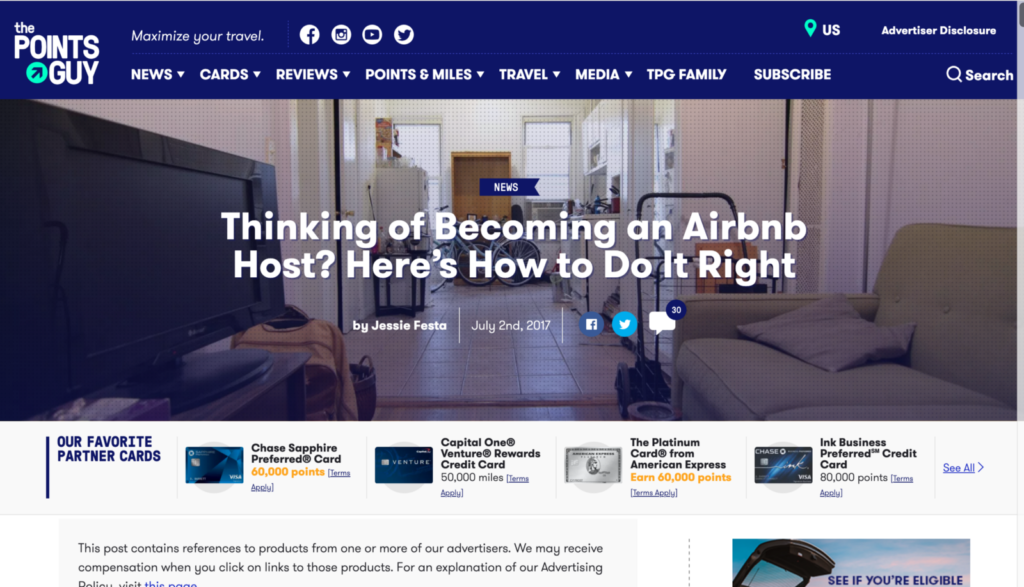 the
POINTS
GUY
Maximize your travel.
US
Advertiser Disclosure
NEWS CARDS REVIEWS POINTS & MILES TRAVEL MEDIA TPG FAMILY SUBSCRIBE
Search
NEWS
Thinking of Becoming an Airbnb
Host? Here's How to Do It Right
by Jessie Festa
July 2nd, 2017
30
OUR FAVORITE
PARTNER CARDS
Chase Sapphire
Preferred® Card
60,000 points [Terms
Apply]
VENTURE
Capital One®
Venture® Rewards
Credit Card
50,000 miles [Terms
Apply]
The Platinum
Card® from
American Express
Earn 60,000 points
[Terms Apply]
CHASE
VISA
Ink Business
Preferred℠ Credit
Card
80,000 points [Terms
Apply]
See All
This post contains references to products from one or more of our advertisers. We may receive
compensation when you click on links to those products. For an explanation of our Advertising
Policy, visit this page.
SEE IF YOU'RE ELIGIBLE